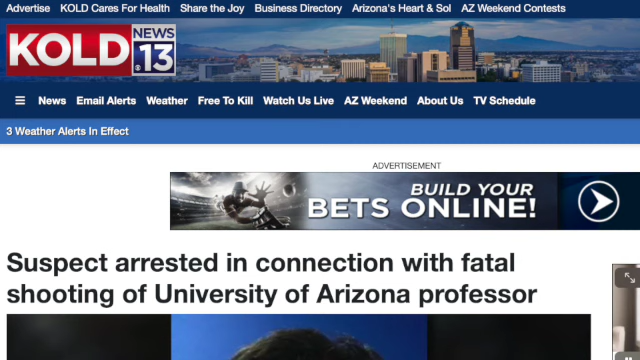 Advertise KOLD Cares For Health Share the Joy Business Directory Arizona's Heart & Sol AZ Weekend Contests
KOLD NEWS 13
News Email Alerts Weather Free To Kill Watch Us Live AZ Weekend About Us TV Schedule
3 Weather Alerts In Effect
ADVERTISEMENT
BUILD YOUR
BETS ONLINE!
Suspect arrested in connection with fatal
shooting of University of Arizona professor